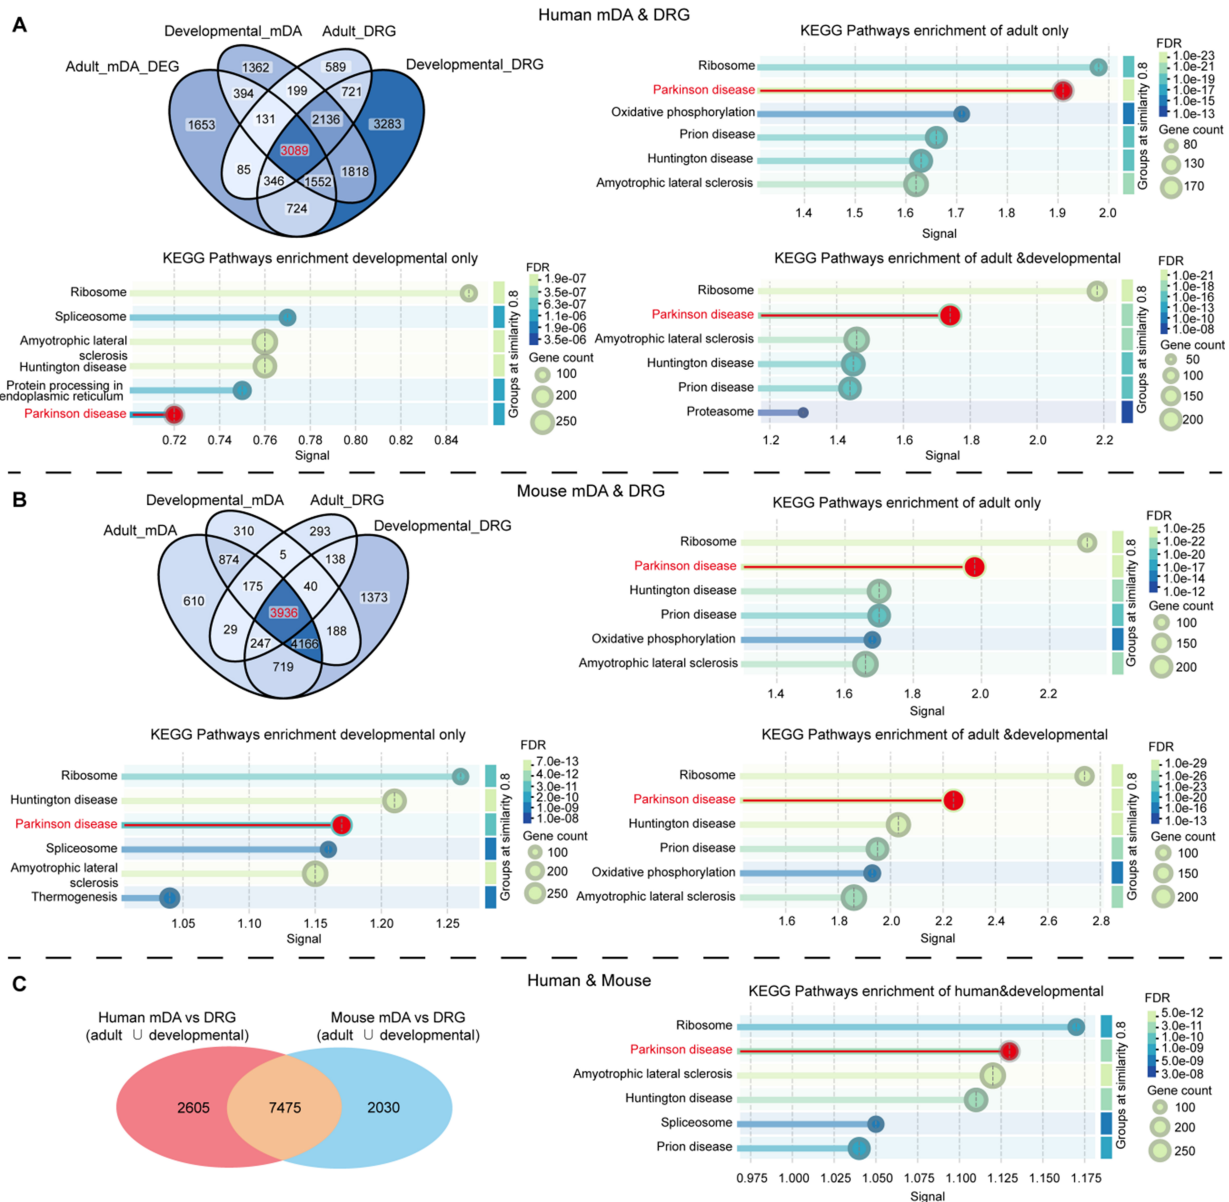 A
Human mDA & DRG
Developmental_mDA
Adult_DRG
Adult_mDA_DEG
Developmental_DRG
1362
589
394
199
721
1653
131
2136
3283
3089
85
346
1552
1818
724
KEGG Pathways enrichment of adult only
Ribosome
Parkinson disease
Oxidative phosphorylation
Prion disease
Huntington disease
Amyotrophic lateral sclerosis
1.4
1.5
1.6
1.7
1.8
1.9
2.0
Signal
Groups at similarity 0.8
FDR
1.0e-23
1.0e-21
1.0e-19
1.0e-17
1.0e-15
1.0e-13
Gene count
80
130
170
KEGG Pathways enrichment developmental only
Ribosome
Spliceosome
Amyotrophic lateral
sclerosis
Huntington disease
Protein processing in
endoplasmic reticulum
Parkinson disease
0.72
0.74
0.76
0.78
0.80
0.82
0.84
Signal
Groups at similarity 0.8
FDR
1.9e-07
3.5e-07
6.3e-07
1.1e-06
1.9e-06
3.5e-06
Gene count
100
200
250
KEGG Pathways enrichment of adult &developmental
Ribosome
Parkinson disease
Amyotrophic lateral sclerosis
Huntington disease
Prion disease
Proteasome
1.2
1.4
1.6
1.8
2.0
2.2
Signal
Groups at similarity 0.8
FDR
1.0e-21
1.0e-18
1.0e-16
1.0e-13
1.0e-10
1.0e-08
Gene count
50
100
150
200
B
Mouse mDA & DRG
Developmental_mDA
Adult_DRG
Adult_mDA
Developmental_DRG
310
293
874
5
138
610
175
40
1373
3936
29
247
4166
188
719
KEGG Pathways enrichment of adult only
Ribosome
Parkinson disease
Huntington disease
Prion disease
Oxidative phosphorylation
Amyotrophic lateral sclerosis
1.4
1.6
1.8
2.0
2.2
Signal
Groups at similarity 0.8
FDR
1.0e-25
1.0e-22
1.0e-20
1.0e-17
1.0e-14
1.0e-12
Gene count
100
150
200
KEGG Pathways enrichment developmental only
Ribosome
Huntington disease
Parkinson disease
Spliceosome
Amyotrophic lateral
sclerosis
Thermogenesis
1.05
1.10
1.15
1.20
1.25
Signal
Groups at similarity 0.8
FDR
7.0e-13
4.0e-12
3.0e-11
2.0e-10
1.0e-09
1.0e-08
Gene count
100
200
250
KEGG Pathways enrichment of adult &developmental
Ribosome
Parkinson disease
Huntington disease
Prion disease
Oxidative phosphorylation
Amyotrophic lateral sclerosis
1.6
1.8
2.0
2.2
2.4
2.6
2.8
Signal
Groups at similarity 0.8
FDR
1.0e-29
1.0e-26
1.0e-23
1.0e-20
1.0e-16
1.0e-13
Gene count
100
150
200
C
Human & Mouse
Human mDA vs DRG
(adult ∪ developmental)
Mouse mDA vs DRG
(adult ∪ developmental)
2605
7475
2030
KEGG Pathways enrichment of human&developmental
Ribosome
Parkinson disease
Amyotrophic lateral sclerosis
Huntington disease
Spliceosome
Prion disease
0.975
1.000
1.025
1.050
1.075
1.100
1.125
1.150
1.175
Signal
Groups at similarity 0.8
FDR
5.0e-12
3.0e-11
1.0e-10
1.0e-09
5.0e-09
3.0e-08
Gene count
100
200
250